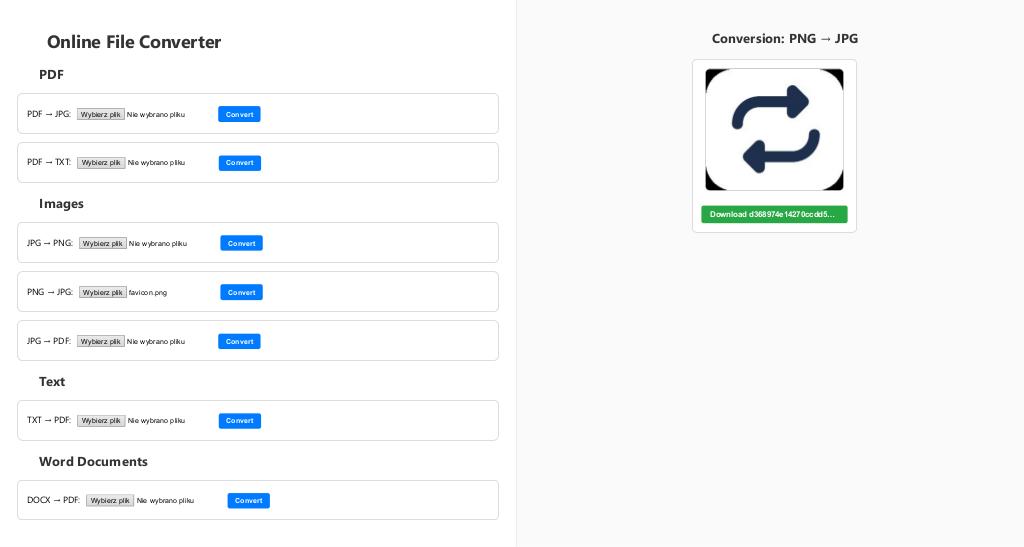 Online File Converter
PDF
PDF → JPG: Wybierz plik Nie wybrano pliku Convert
PDF → TXT: Wybierz plik Nie wybrano pliku Convert
Images
JPG → PNG: Wybierz plik Nie wybrano pliku Convert
PNG → JPG: Wybierz plik favicon.png Convert
JPG → PDF: Wybierz plik Nie wybrano pliku Convert
Text
TXT → PDF: Wybierz plik Nie wybrano pliku Convert
Word Documents
DOCX → PDF: Wybierz plik Nie wybrano pliku Convert
Conversion: PNG → JPG
Download d368974e14270ccdd5...